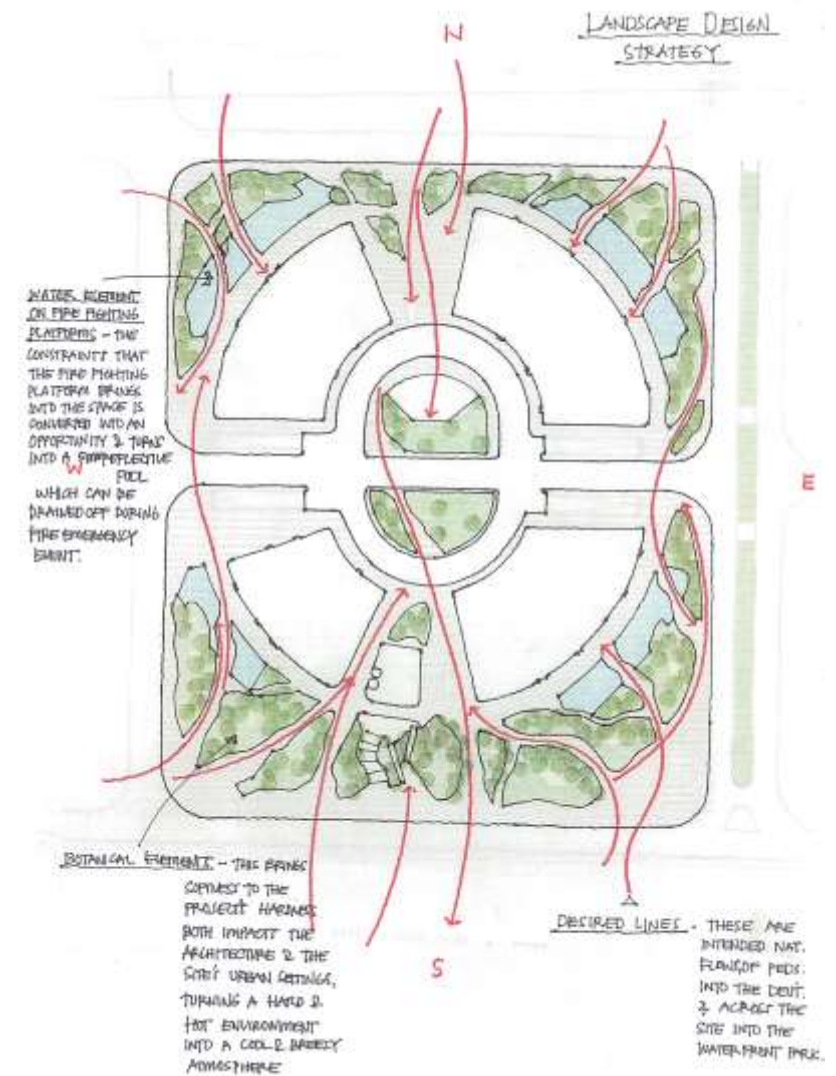 LANDSCAPE DESIGN
STRATEGY
N
WATER ELEMENT
ON FIRE FIGHTING
PLATFORMS - THE
CONSTRAINTS THAT
THE FIRE FIGHTING
PLATFORM BRINGS
INTO THE SPACE IS
CONVERTED INTO AN
OPPORTUNITY & TURNS
INTO A REFLECTIVE
W
POOL
WHICH CAN BE
DRAINED OFF DURING
FIRE EMERGENCY
EVENT.
E
BOTANICAL ELEMENTS - THIS BRINGS
SOFTNESS TO THE
PROJECT'S HARDNESS
BOTH IMPACTS THE
ARCHITECTURE & THE
SITE'S URBAN SETTINGS,
TURNING A HARD &
HOT ENVIRONMENT
INTO A COOL & BREEZY
ATMOSPHERE
S
DESIRED LINES - THESE ARE
INTENDED NAT.
FLOWS OF PEDS.
INTO THE DEVT.
& ACROSS THE
SITE INTO THE
WATERFRONT PARK.